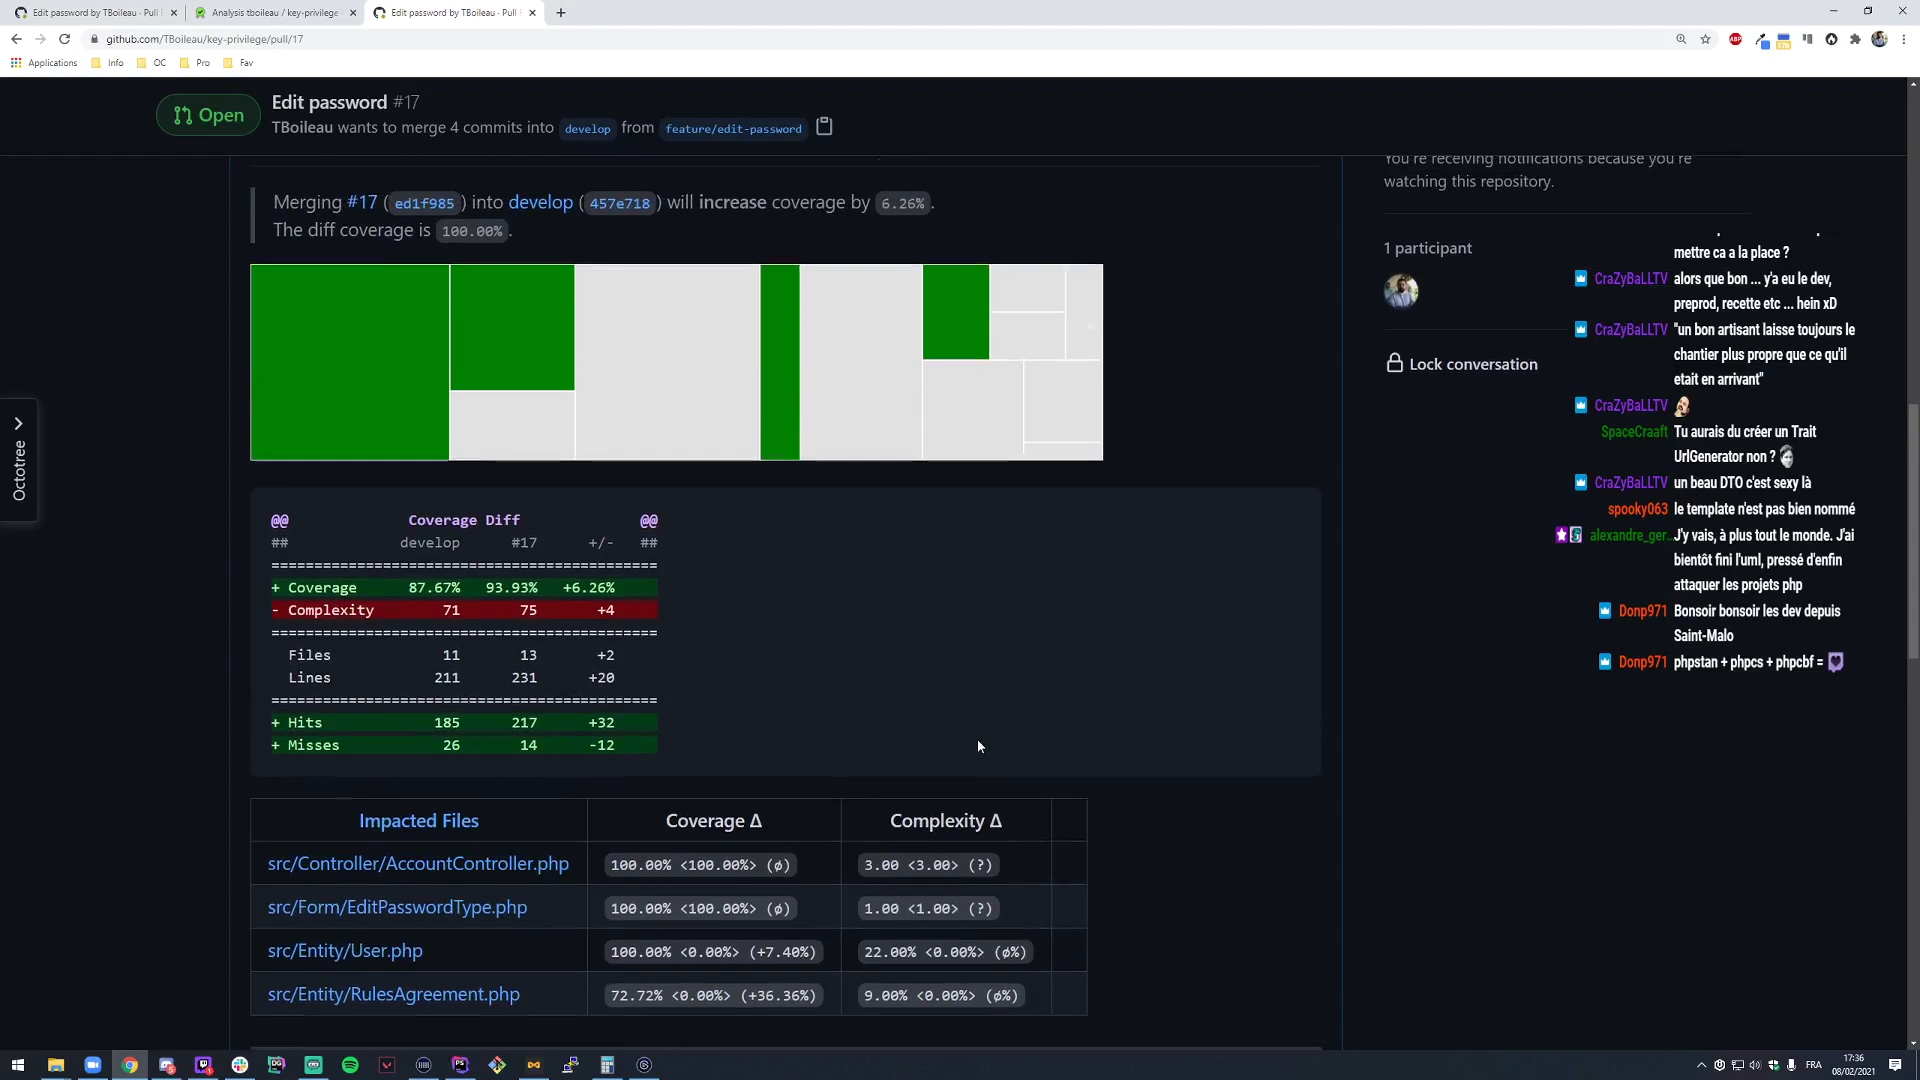 Edit password by TBoileau · Pull
Analysis tboileau / key-privilege
Edit password by TBoileau · Pull
github.com/TBoileau/key-privilege/pull/17
Applications Info OC Pro Fav
Open
Edit password #17
TBoileau wants to merge 4 commits into develop from feature/edit-password
Merging #17 (ed1f985) into develop (457e718) will increase coverage by 6.26%.
The diff coverage is 100.00%.
@@ Coverage Diff @@
## develop #17 +/- ##
==============================================
+ Coverage 87.67% 93.93% +6.26%
- Complexity 71 75 +4
==============================================
Files 11 13 +2
Lines 211 231 +20
==============================================
+ Hits 185 217 +32
+ Misses 26 14 -12
Impacted Files Coverage Δ Complexity Δ
src/Controller/AccountController.php 100.00% <100.00%> (ø) 3.00 <3.00> (?)
src/Form/EditPasswordType.php 100.00% <100.00%> (ø) 1.00 <1.00> (?)
src/Entity/User.php 100.00% <0.00%> (+7.40%) 22.00% <0.00%> (ø%)
src/Entity/RulesAgreement.php 72.72% <0.00%> (+36.36%) 9.00% <0.00%> (ø%)
Octotree
You're receiving notifications because you're
watching this repository.
1 participant
Lock conversation
mettre ca a la place ?
CraZyBaLLTV alors que bon ... y'a eu le dev,
preprod, recette etc ... hein xD
CraZyBaLLTV "un bon artisant laisse toujours le
chantier plus propre que ce qu'il
etait en arrivant"
CraZyBaLLTV
SpaceCraaft Tu aurais du créer un Trait
UrlGenerator non ?
CraZyBaLLTV un beau DTO c'est sexy là
spooky063 le template n'est pas bien nommé
alexandre_ger... J'y vais, à plus tout le monde. J'ai
bientôt fini l'uml, pressé d'enfin
attaquer les projets php
Donp971 Bonsoir bonsoir les dev depuis
Saint-Malo
Donp971 phpstan + phpcs + phpcbf =
FRA
17:36
08/02/2021